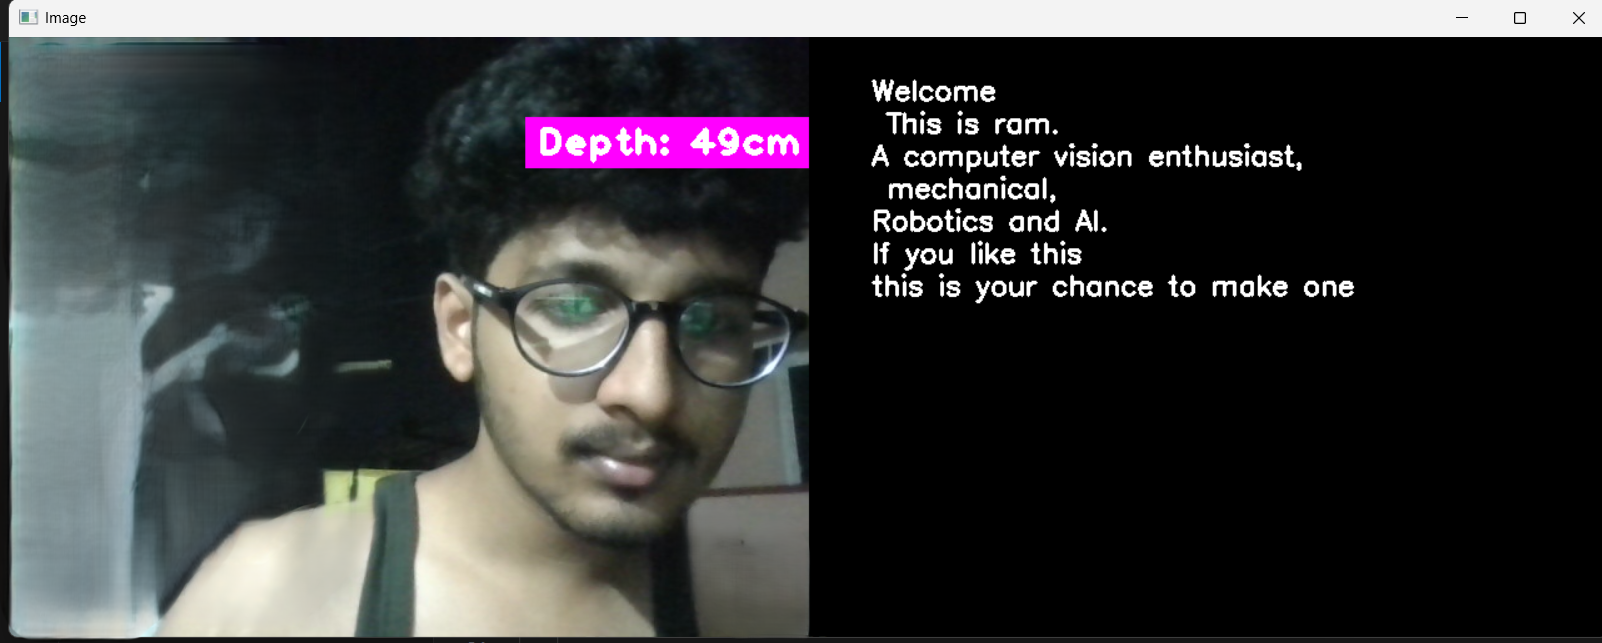 Image
Depth: 49cm
Welcome
This is ram.
A computer vision enthusiast,
mechanical,
Robotics and AI.
If you like this
this is your chance to make one